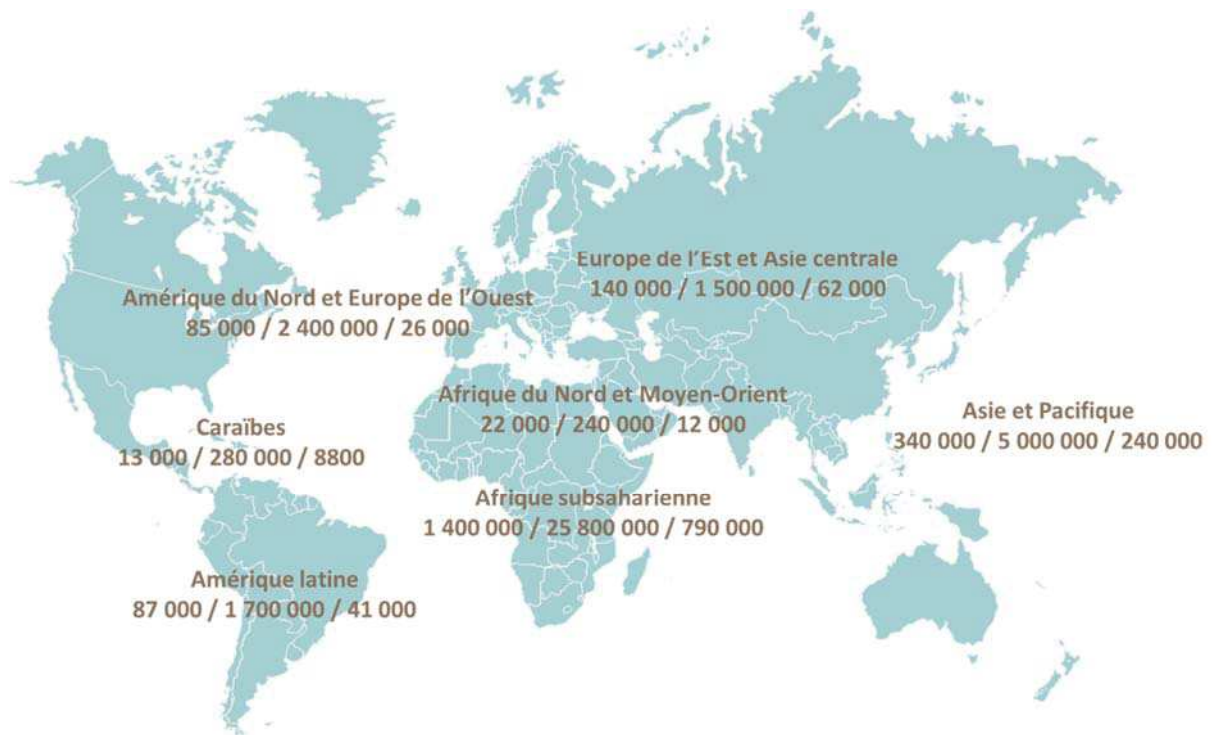 Europe de l'Est et Asie centrale
140 000 / 1 500 000 / 62 000
Amérique du Nord et Europe de l'Ouest
85 000 / 2 400 000 / 26 000
Afrique du Nord et Moyen-Orient
22 000 / 240 000 / 12 000
Asie et Pacifique
340 000 / 5 000 000 / 240 000
Caraïbes
13 000 / 280 000 / 8800
Afrique subsaharienne
1 400 000 / 25 800 000 / 790 000
Amérique latine
87 000 / 1 700 000 / 41 000